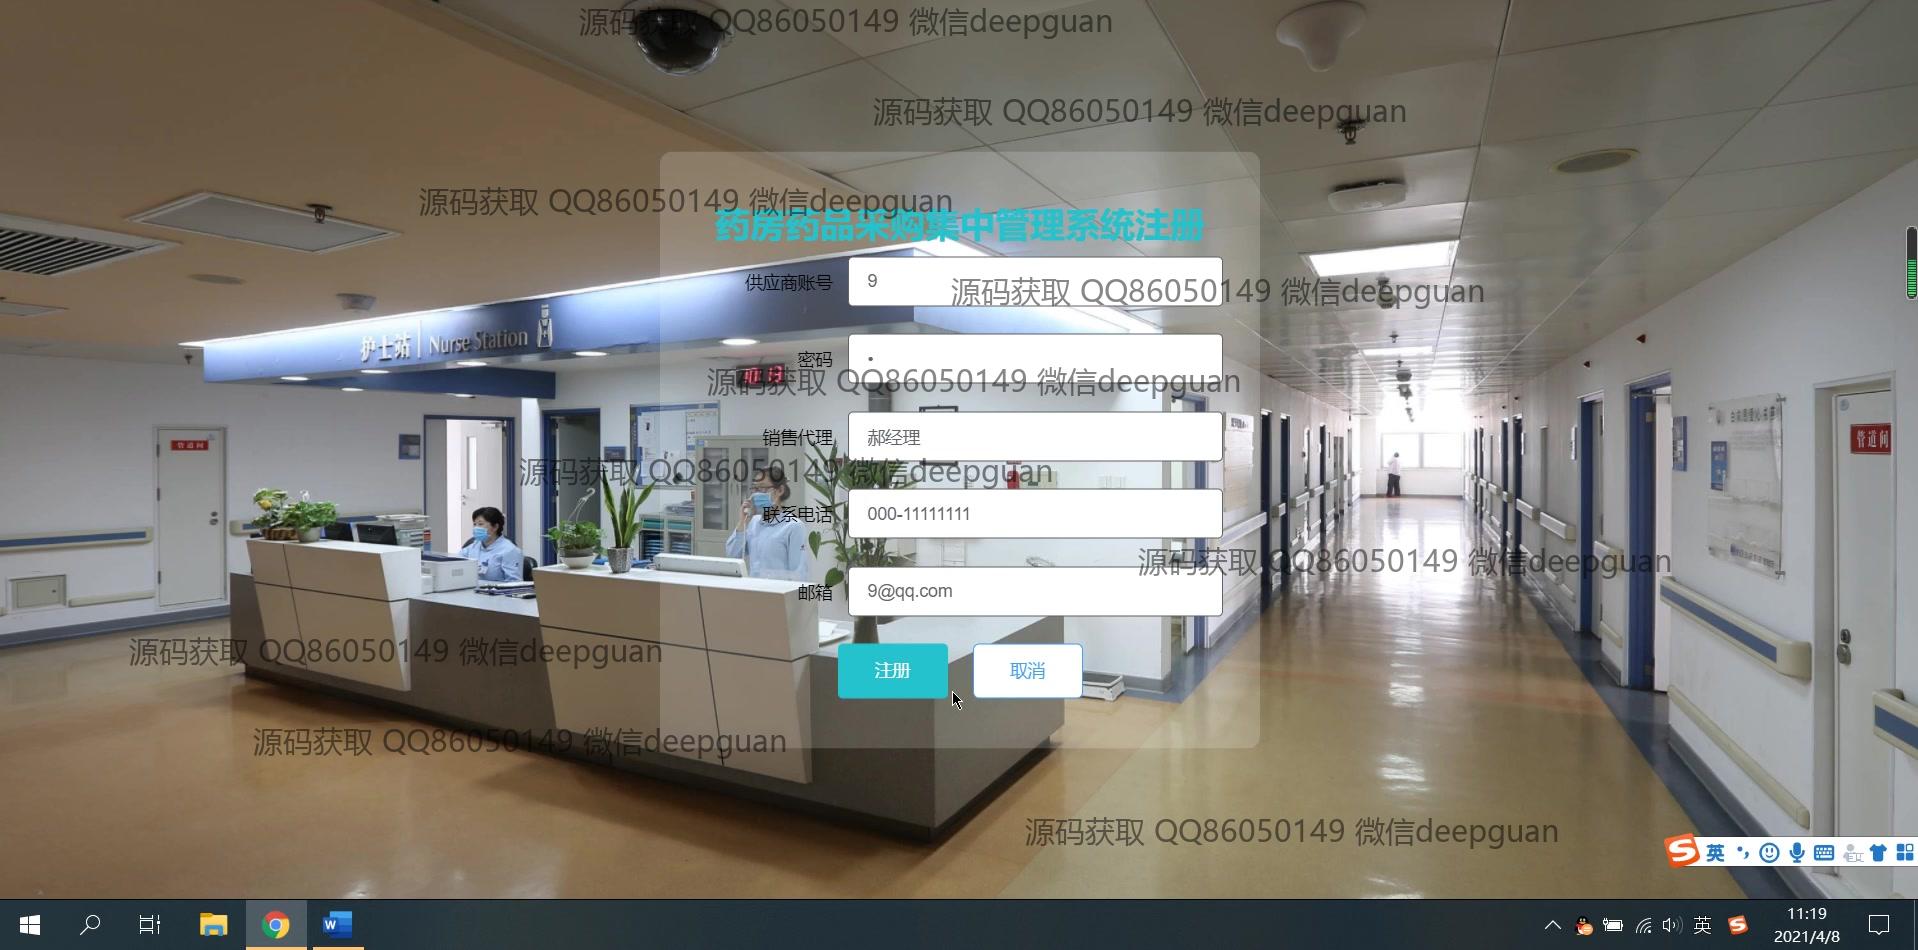 源码获取 QQ86050149 微信deepguan
源码获取 QQ86050149 微信deepguan
源码获取 QQ86050149 微信deepguan
药房药品采购集中管理系统注册
供应商账号 9
源码获取 QQ86050149 微信deepguan
护士站 Nurse Station
密码 •
源码获取 QQ86050149 微信deepguan
销售代理 郝经理
管道间
管道间
源码获取 QQ86050149 微信deepguan
联系电话 000-11111111
源码获取 QQ86050149 微信deepguan
邮箱 9@qq.com
源码获取 QQ86050149 微信deepguan
注册 取消
源码获取 QQ86050149 微信deepguan
源码获取 QQ86050149 微信deepguan
英
英
11:19
2021/4/8